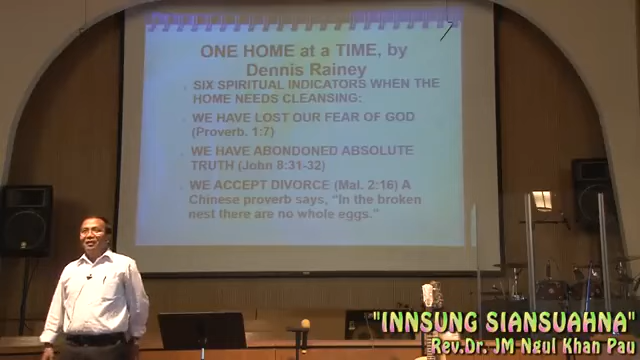 ONE HOME at a TIME, by
Dennis Rainey
SIX SPIRITUAL INDICATORS WHEN THE
HOME NEEDS CLEANSING:
WE HAVE LOST OUR FEAR OF GOD
(Proverb. 1:7)
WE HAVE ABONDONED ABSOLUTE
TRUTH (John 8:31-32)
WE ACCEPT DIVORCE (Mal. 2:16) A
Chinese proverb says, “In the broken
nest there are no whole eggs.”
"INNSUNG SIANSUAHNA"
Rev.Dr. JM Ngul Khan Pau